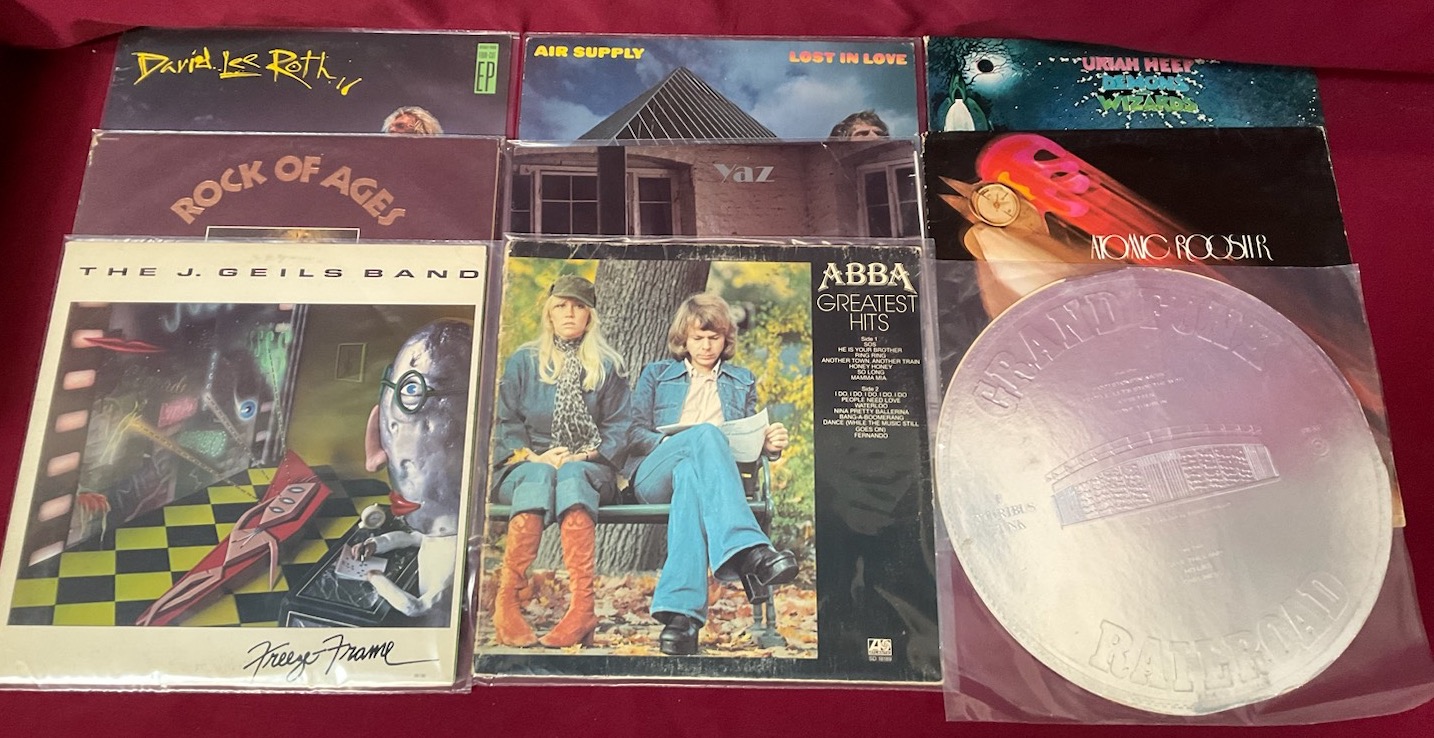 David Lee Roth
EP
AIR SUPPLY
LOST IN LOVE
URIAH HEEP
DEMONS
WIZARDS
ROCK OF AGES
yaz
ATOMIC ROOSTER
THE J. GEILS BAND
Freeze-Frame
ABBA
GREATEST
HITS
Side 1
SOS
HE IS YOUR BROTHER
RING RING
ANOTHER TOWN, ANOTHER TRAIN
HONEY HONEY
SO LONG
MAMMA MIA
Side 2
I DO, I DO, I DO, I DO, I DO
PEOPLE NEED LOVE
WATERLOO
NINA PRETTY BALLERINA
BANG-A-BOOMERANG
DANCE (WHILE THE MUSIC STILL
GOES ON)
FERNANDO
SD 18189
GRAND FUNK
RAILROAD